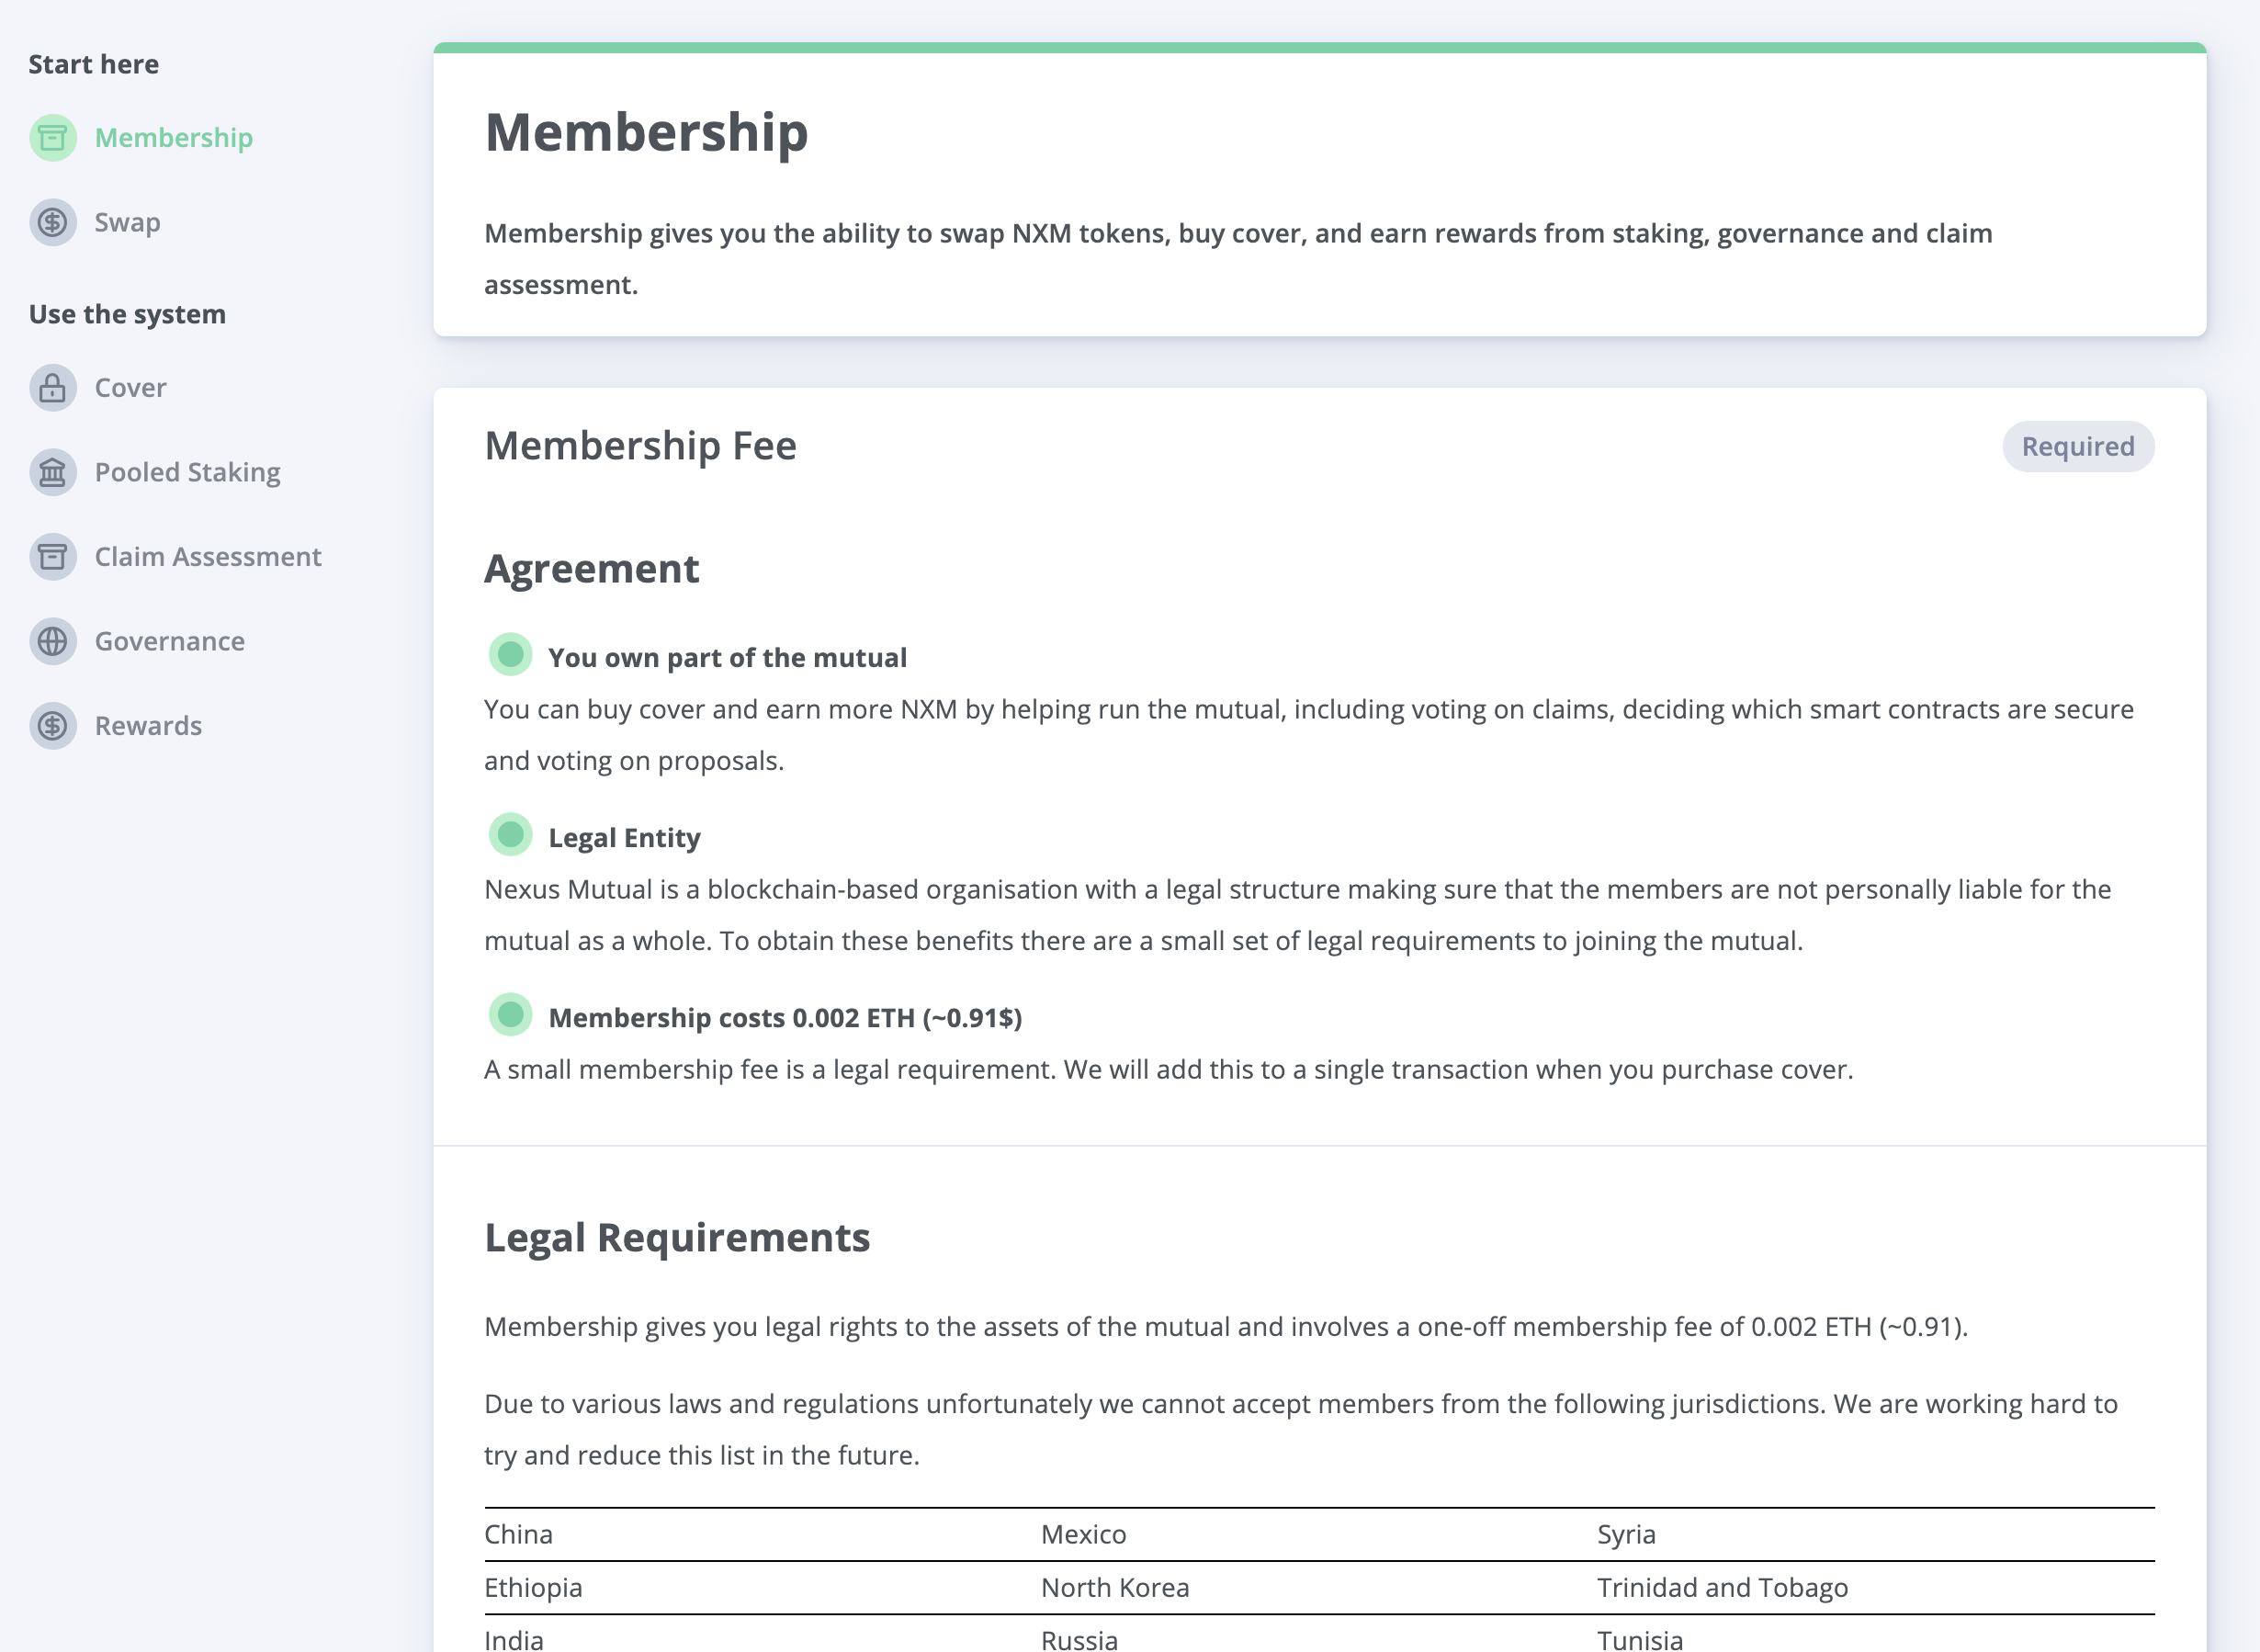 Start here
Membership
Swap
Use the system
Cover
Pooled Staking
Claim Assessment
Governance
Rewards
Membership
Membership gives you the ability to swap NXM tokens, buy cover, and earn rewards from staking, governance and claim
assessment.
Membership Fee
Required
Agreement
You own part of the mutual
You can buy cover and earn more NXM by helping run the mutual, including voting on claims, deciding which smart contracts are secure
and voting on proposals.
Legal Entity
Nexus Mutual is a blockchain-based organisation with a legal structure making sure that the members are not personally liable for the
mutual as a whole. To obtain these benefits there are a small set of legal requirements to joining the mutual.
Membership costs 0.002 ETH (~0.91$)
A small membership fee is a legal requirement. We will add this to a single transaction when you purchase cover.
Legal Requirements
Membership gives you legal rights to the assets of the mutual and involves a one-off membership fee of 0.002 ETH (~0.91).
Due to various laws and regulations unfortunately we cannot accept members from the following jurisdictions. We are working hard to
try and reduce this list in the future.
China Mexico Syria
Ethiopia North Korea Trinidad and Tobago
India Russia Tunisia